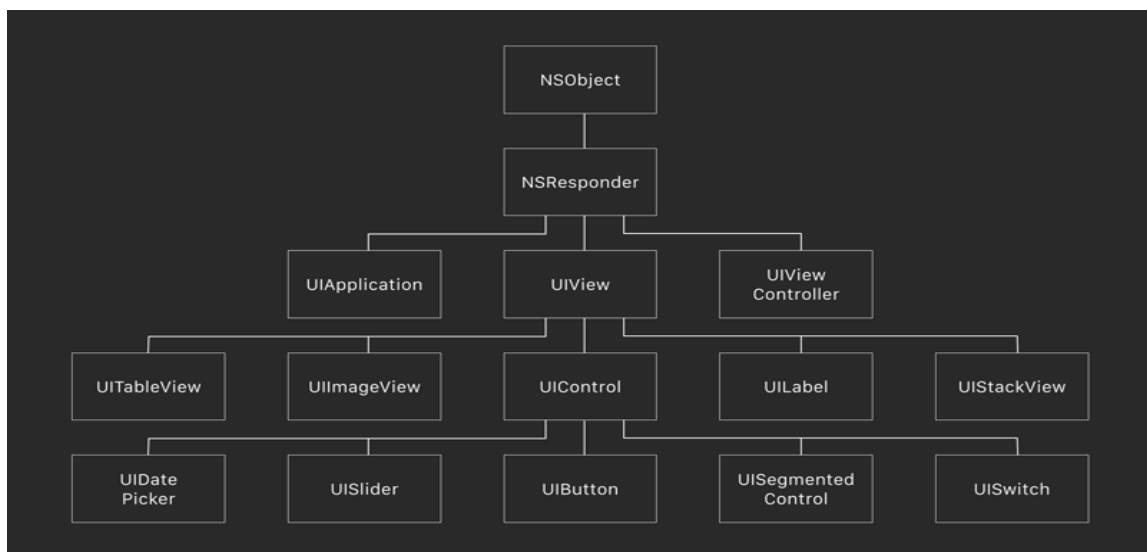 NSObject
NSResponder
UIApplication
UIView
UIView
Controller
UITableView
UIImageView
UIControl
UILabel
UIStackView
UIDate
Picker
UISlider
UIButton
UISegmented
Control
UISwitch